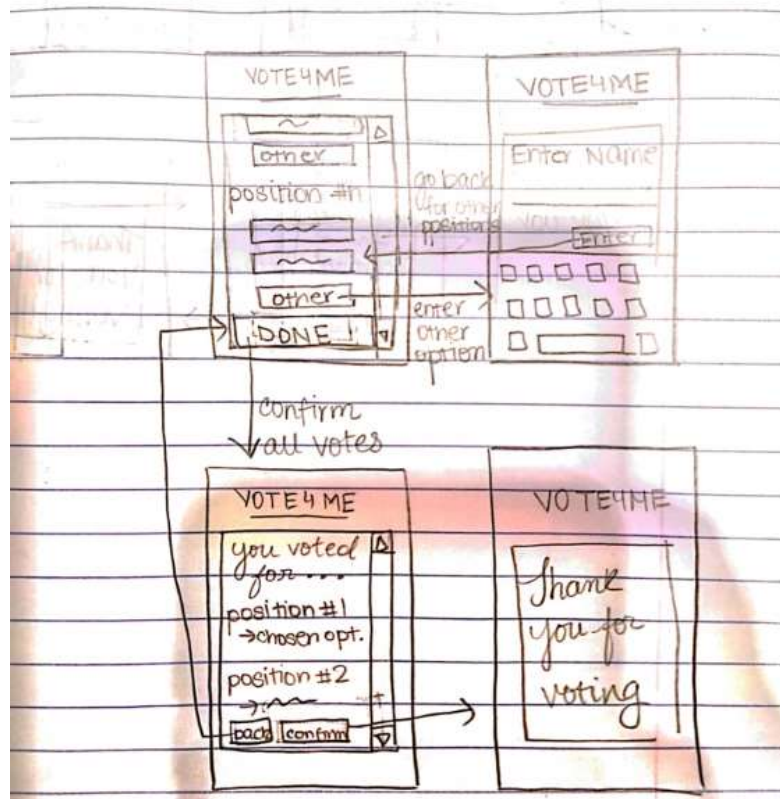 VOTE4ME
other
position #n
other
DONE
go back
for other
positions
enter
other
option
VOTE4ME
Enter Name
Enter
confirm
all votes
VOTE4ME
you voted
for ...
position #1
→chosen opt.
position #2
→
back confirm
VOTE4ME
Thank
you for
voting